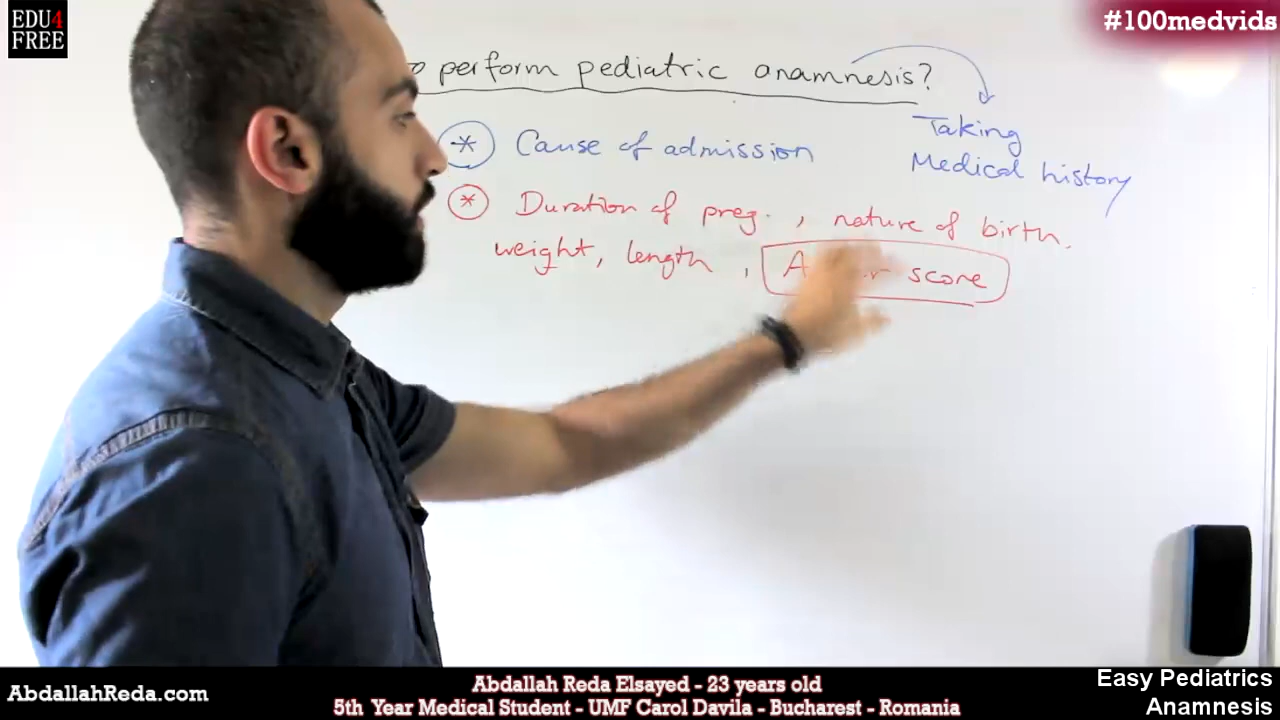 EDU4
FREE
#100medvids
perform pediatric anamnesis?
Taking
Medical history
* Cause of admission
* Duration of preg. , nature of birth,
weight, length , score
AbdallahReda.com
Abdallah Reda Elsayed - 23 years old
5th Year Medical Student - UMF Carol Davila - Bucharest - Romania
Easy Pediatrics
Anamnesis